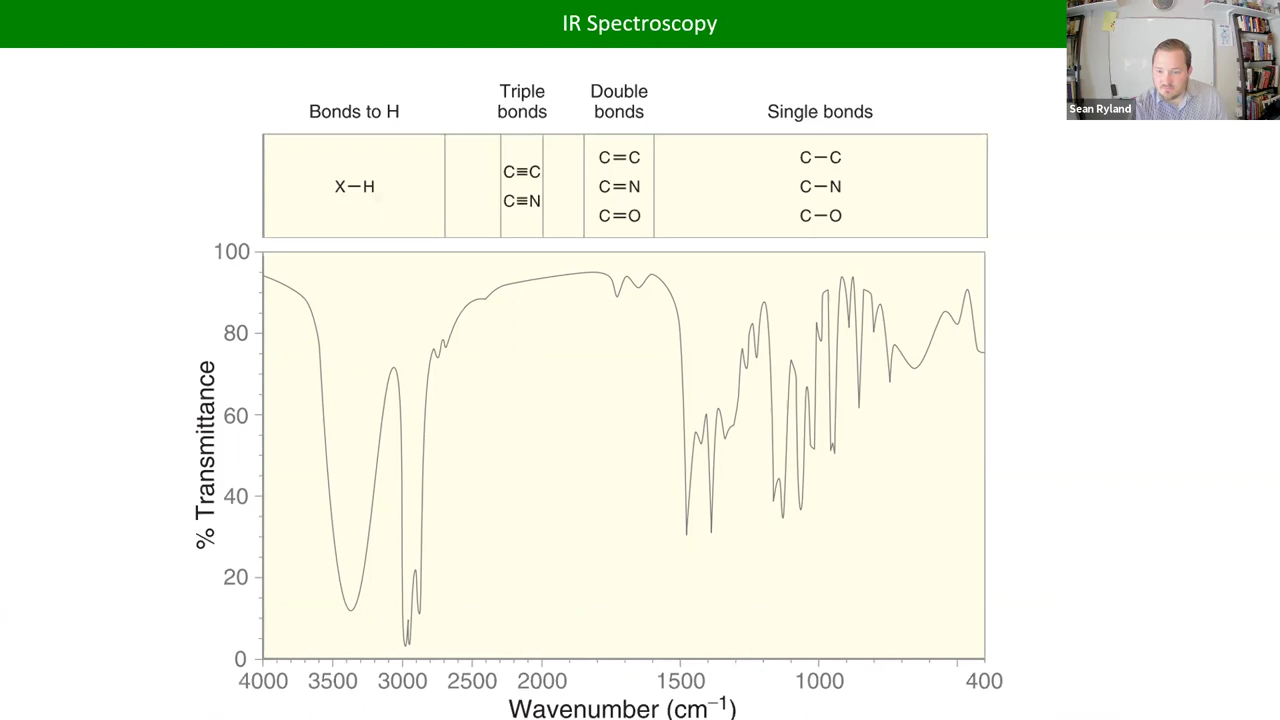 IR Spectroscopy
Sean Ryland
Bonds to H
Triple
bonds
Double
bonds
Single bonds
X−H
C≡C
C≡N
C=C
C=N
C=O
C−C
C−N
C−O
100
80
60
40
20
0
% Transmittance
4000 3500 3000 2500 2000 1500 1000 400
Wavenumber (cm⁻¹)